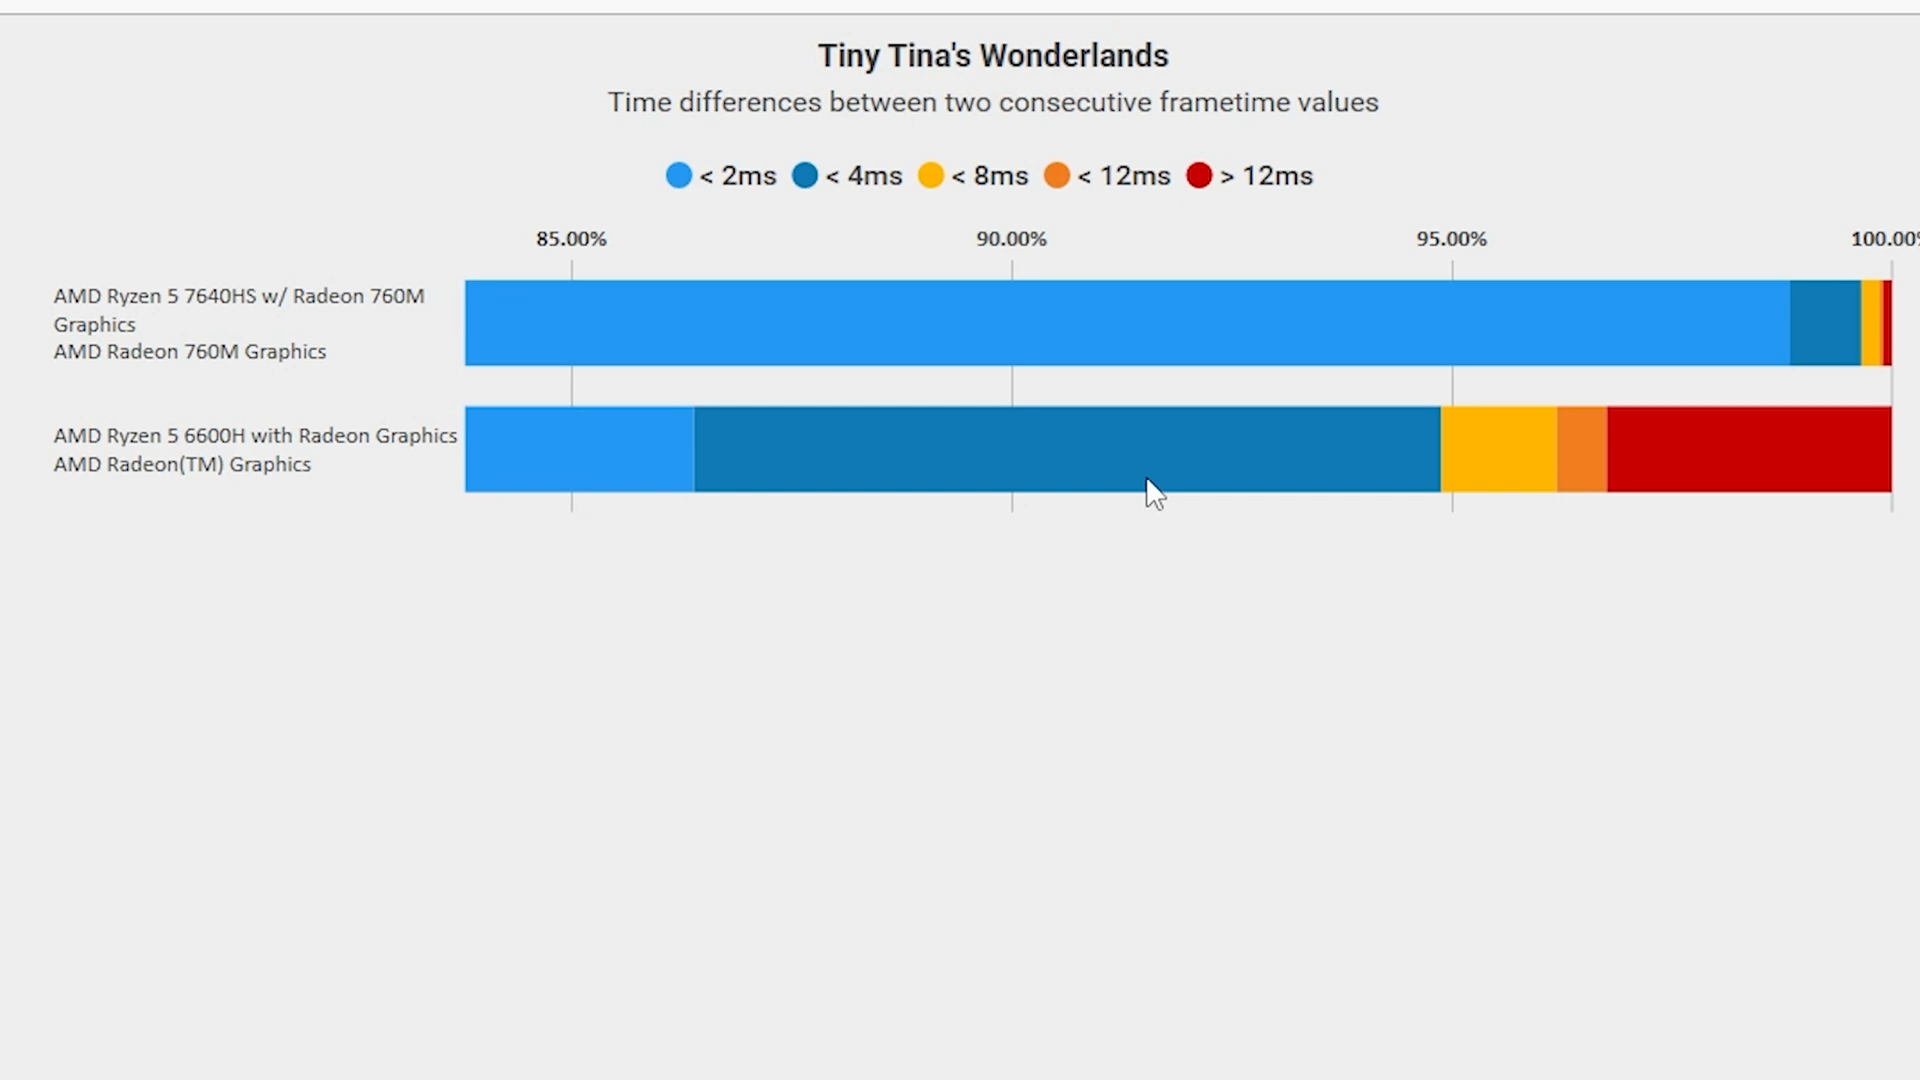 Tiny Tina's Wonderlands
Time differences between two consecutive frametime values
< 2ms < 4ms < 8ms < 12ms > 12ms
85.00% 90.00% 95.00% 100.00%
AMD Ryzen 5 7640HS w/ Radeon 760M
Graphics
AMD Radeon 760M Graphics
AMD Ryzen 5 6600H with Radeon Graphics
AMD Radeon(TM) Graphics